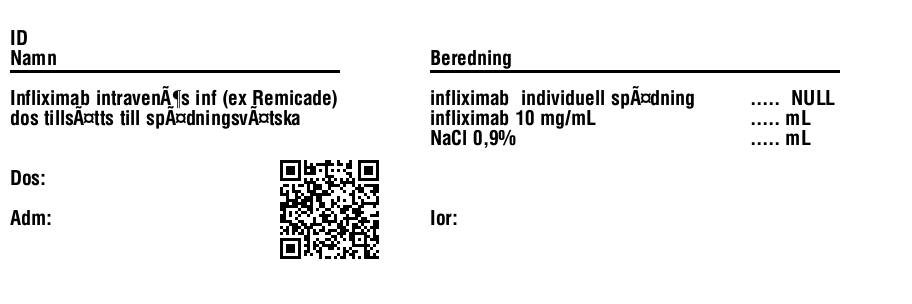 ID
Namn
Infliximab intravenÃ¶s inf (ex Remicade)
dos tillsÃ¤tts till spÃ¤dningsvÃ¤tska
Dos:
Adm:
Beredning
infliximab  individuell spÃ¤dning ..... NULL
infliximab 10 mg/mL ..... mL
NaCl 0,9% ..... mL
lor: